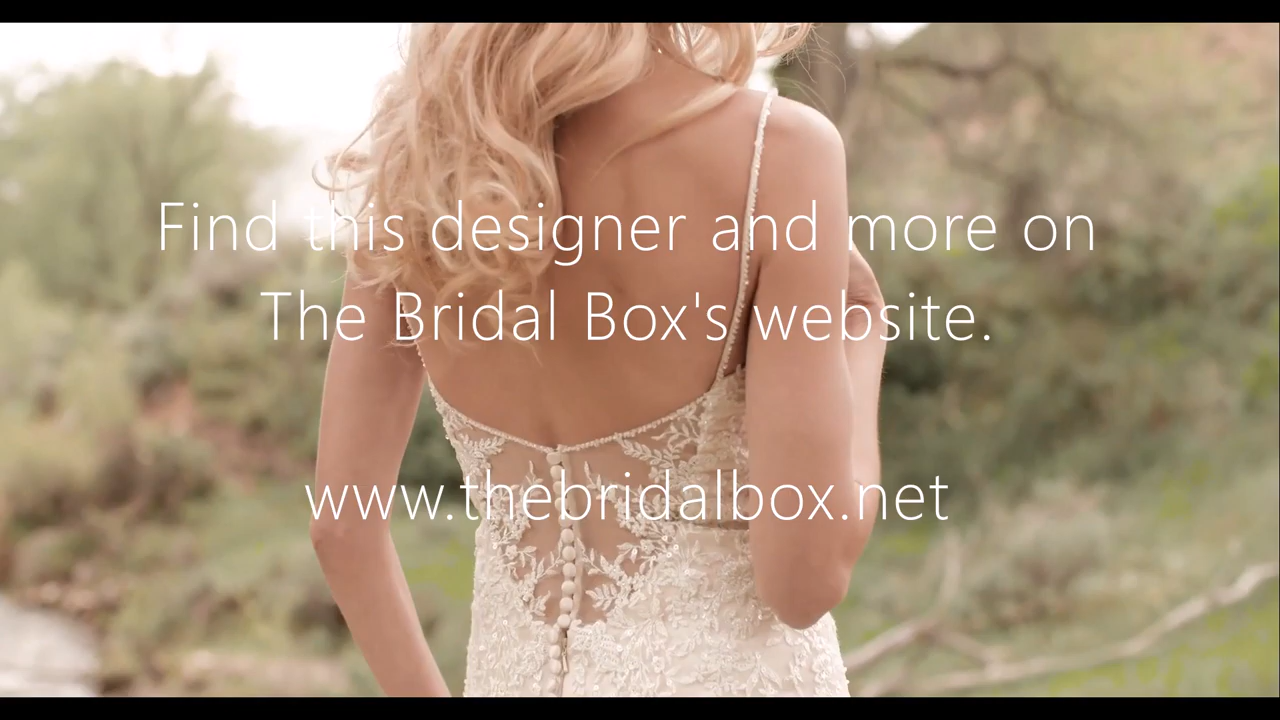 Find this designer and more on
The Bridal Box's website.
www.thebridalbox.net